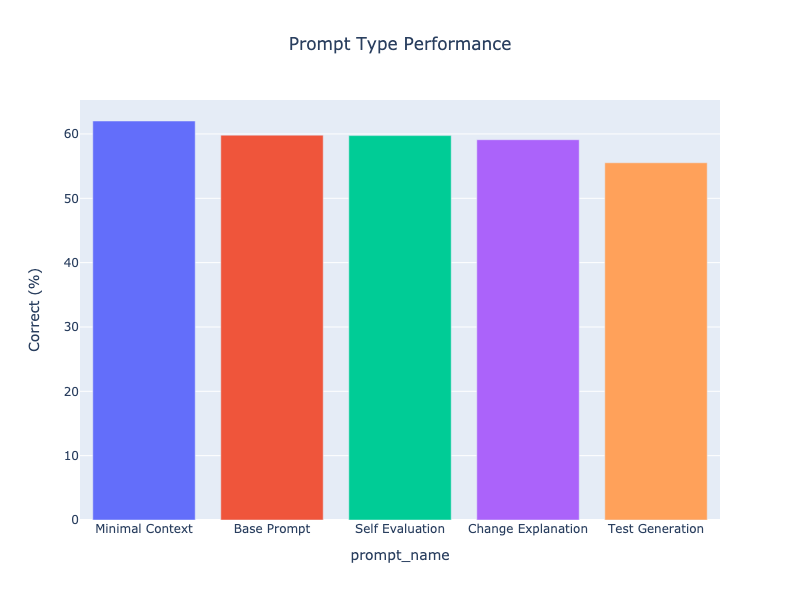 Prompt Type Performance
Correct (%)
60
50
40
30
20
10
0
Minimal Context
Base Prompt
Self Evaluation
Change Explanation
Test Generation
prompt_name